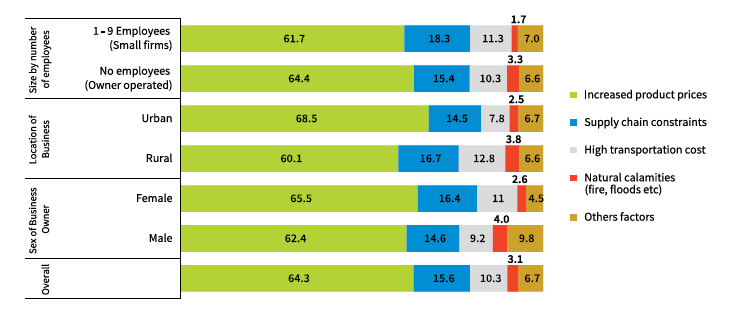 Size by number
of employees
1 - 9 Employees
(Small firms)
61.7
18.3
11.3
1.7
7.0
No employees
(Owner operated)
64.4
15.4
10.3
3.3
6.6
Location of
Business
Urban
68.5
14.5
7.8
2.5
6.7
Rural
60.1
16.7
12.8
3.8
6.6
Sex of Business
Owner
Female
65.5
16.4
11
2.6
4.5
Male
62.4
14.6
9.2
4.0
9.8
Overall
64.3
15.6
10.3
3.1
6.7
Increased product prices
Supply chain constraints
High transportation cost
Natural calamities
(fire, floods etc)
Others factors